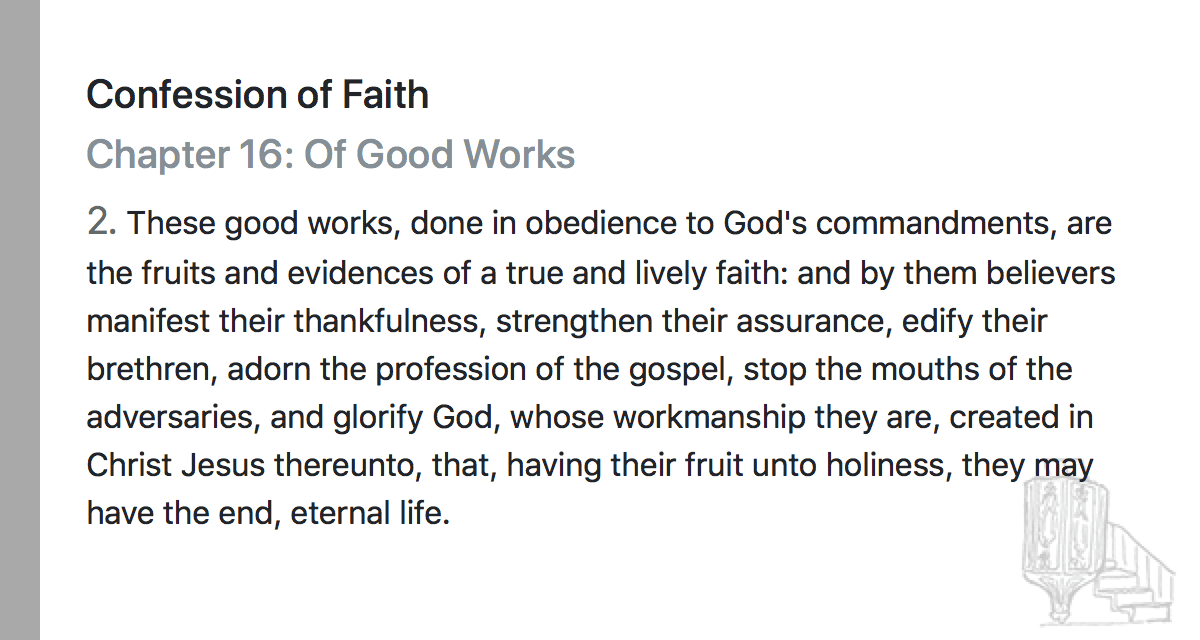 Confession of Faith
Chapter 16: Of Good Works
2. These good works, done in obedience to God's commandments, are
the fruits and evidences of a true and lively faith: and by them believers
manifest their thankfulness, strengthen their assurance, edify their
brethren, adorn the profession of the gospel, stop the mouths of the
adversaries, and glorify God, whose workmanship they are, created in
Christ Jesus thereunto, that, having their fruit unto holiness, they may
have the end, eternal life.